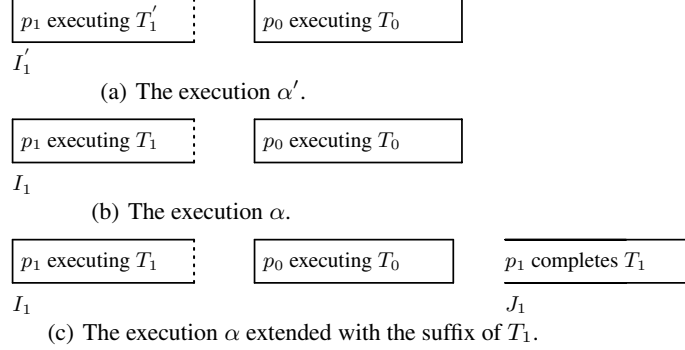 p₁ executing T₁′ p₀ executing T₀
I₁′
(a) The execution α′.
p₁ executing T₁ p₀ executing T₀
I₁
(b) The execution α.
p₁ executing T₁ p₀ executing T₀ p₁ completes T₁
I₁ J₁
(c) The execution α extended with the suffix of T₁.